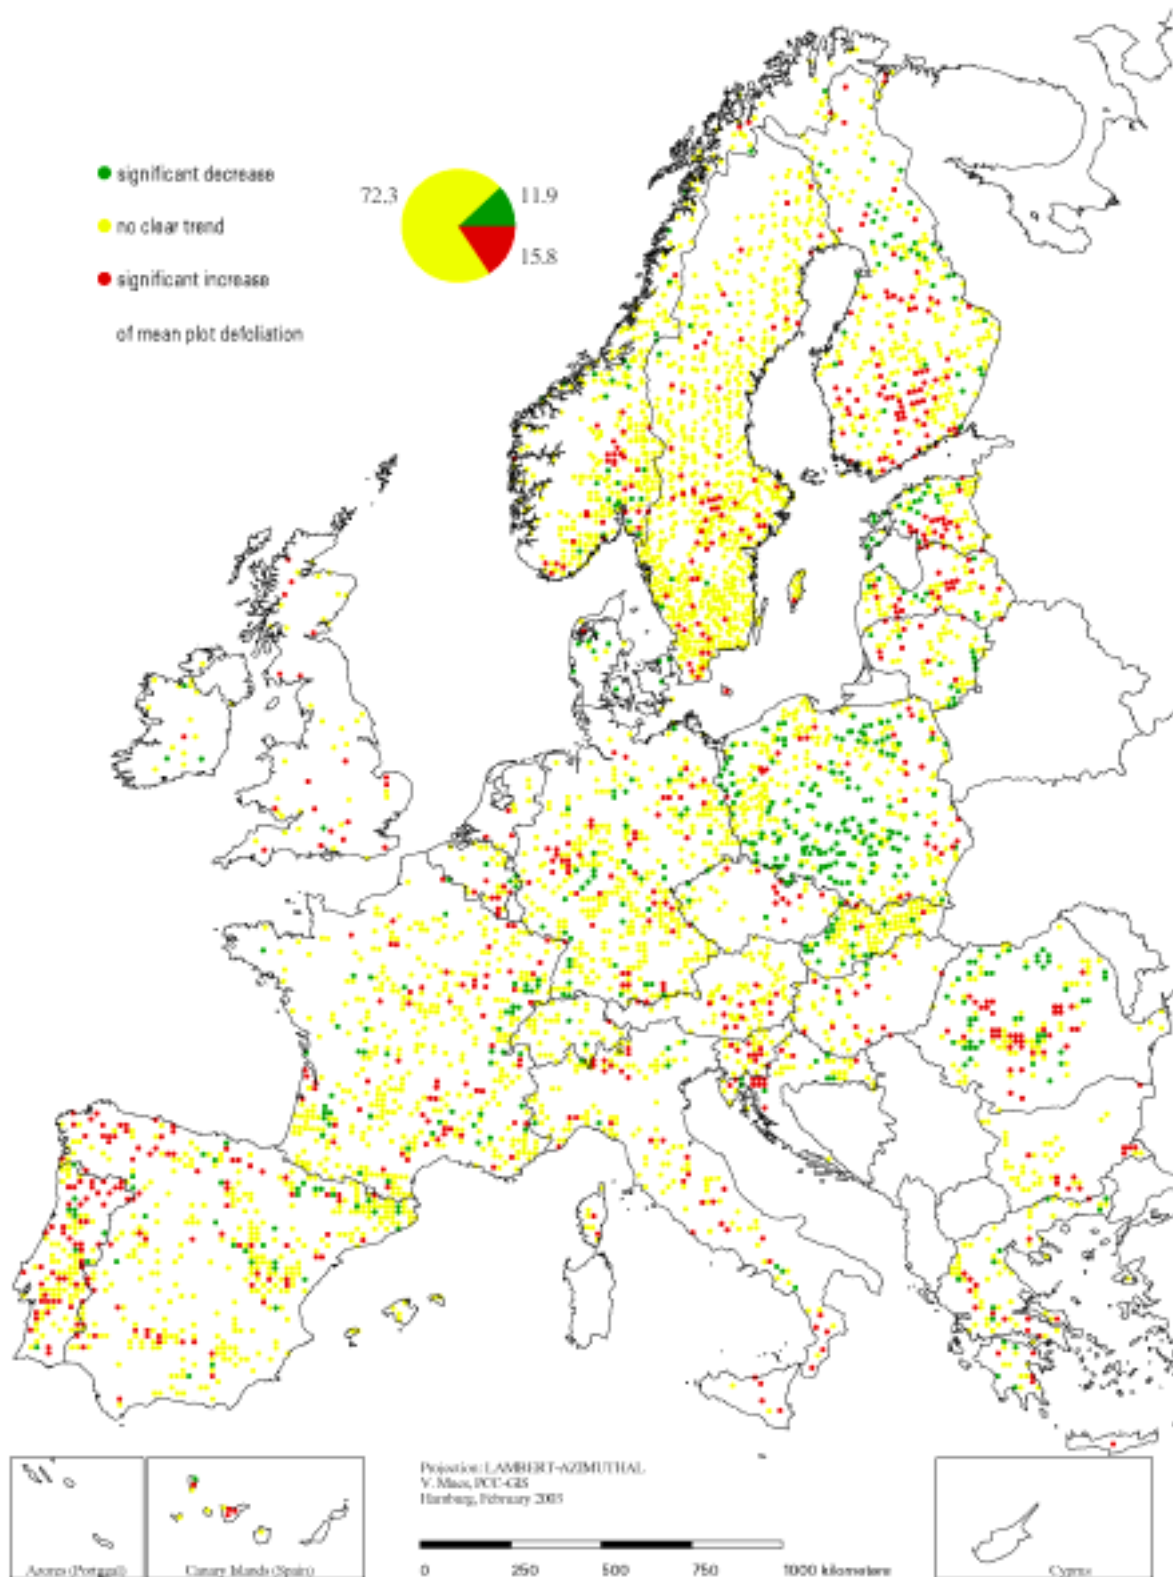 significant decrease
72.3
11.9
no clear trend
15.8
significant increase
of mean plot defoliation
Projection: LAMBERT-AZIMUTHAL
Hamburg, February 2003
Azores (Portugal)
Canary Islands (Spain)
0 250 500 750 1000 kilometers
Cyprus